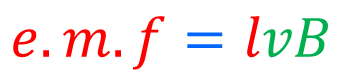 e.m.f = lvB